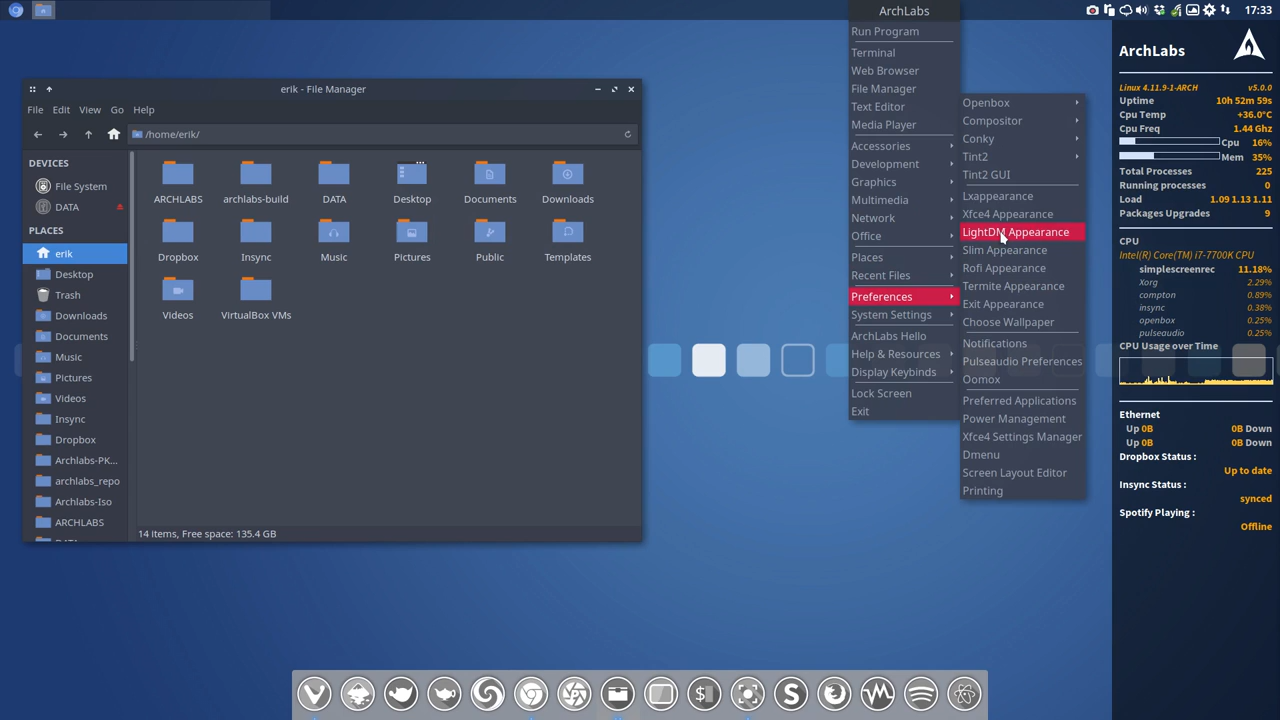 17:33
erik - File Manager
File Edit View Go Help
/home/erik/
DEVICES
File System
DATA
PLACES
erik
Desktop
Trash
Downloads
Documents
Music
Pictures
Videos
Insync
Dropbox
Archlabs-PK...
archlabs_repo
Archlabs-Iso
ARCHLABS
ARCHLABS archlabs-build DATA Desktop Documents Downloads
Dropbox Insync Music Pictures Public Templates
Videos VirtualBox VMs
14 items, Free space: 135.4 GB
ArchLabs
Run Program
Terminal
Web Browser
File Manager
Text Editor
Media Player
Accessories
Development
Graphics
Multimedia
Network
Office
Places
Recent Files
Preferences
System Settings
ArchLabs Hello
Help & Resources
Display Keybinds
Lock Screen
Exit
Openbox
Compositor
Conky
Tint2
Tint2 GUI
Lxappearance
Xfce4 Appearance
LightDM Appearance
Slim Appearance
Rofi Appearance
Termite Appearance
Exit Appearance
Choose Wallpaper
Notifications
Pulseaudio Preferences
Oomox
Preferred Applications
Power Management
Xfce4 Settings Manager
Dmenu
Screen Layout Editor
Printing
ArchLabs
Linux 4.11.9-1-ARCH v5.0.0
Uptime 10h 52m 59s
Cpu Temp +36.0°C
Cpu Freq 1.44 Ghz
Cpu 16%
Mem 35%
Total Processes 225
Running processes 0
Load 1.09 1.13 1.11
Packages Upgrades 9
CPU
Intel(R) Core(TM) i7-7700K CPU
simplescreenrec 11.18%
Xorg 2.29%
compton 0.89%
insync 0.38%
openbox 0.25%
pulseaudio 0.25%
CPU Usage over Time
Ethernet
Up 0B 0B Down
Up 0B 0B Down
Dropbox Status :
Up to date
Insync Status :
synced
Spotify Playing :
Offline